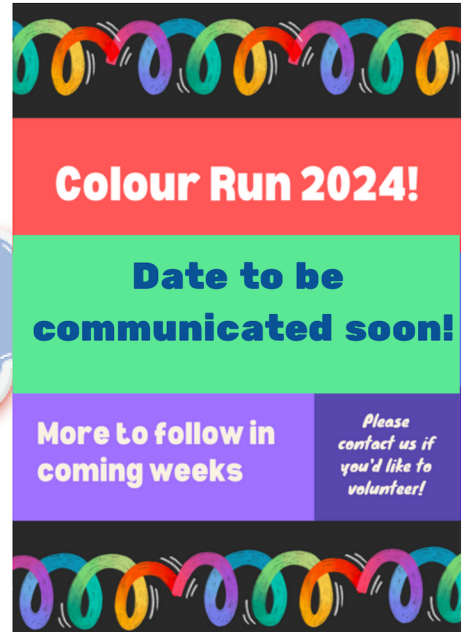 Colour Run 2024!
Date to be
communicated soon!
More to follow in
coming weeks
Please
contact us if
you'd like to
volunteer!